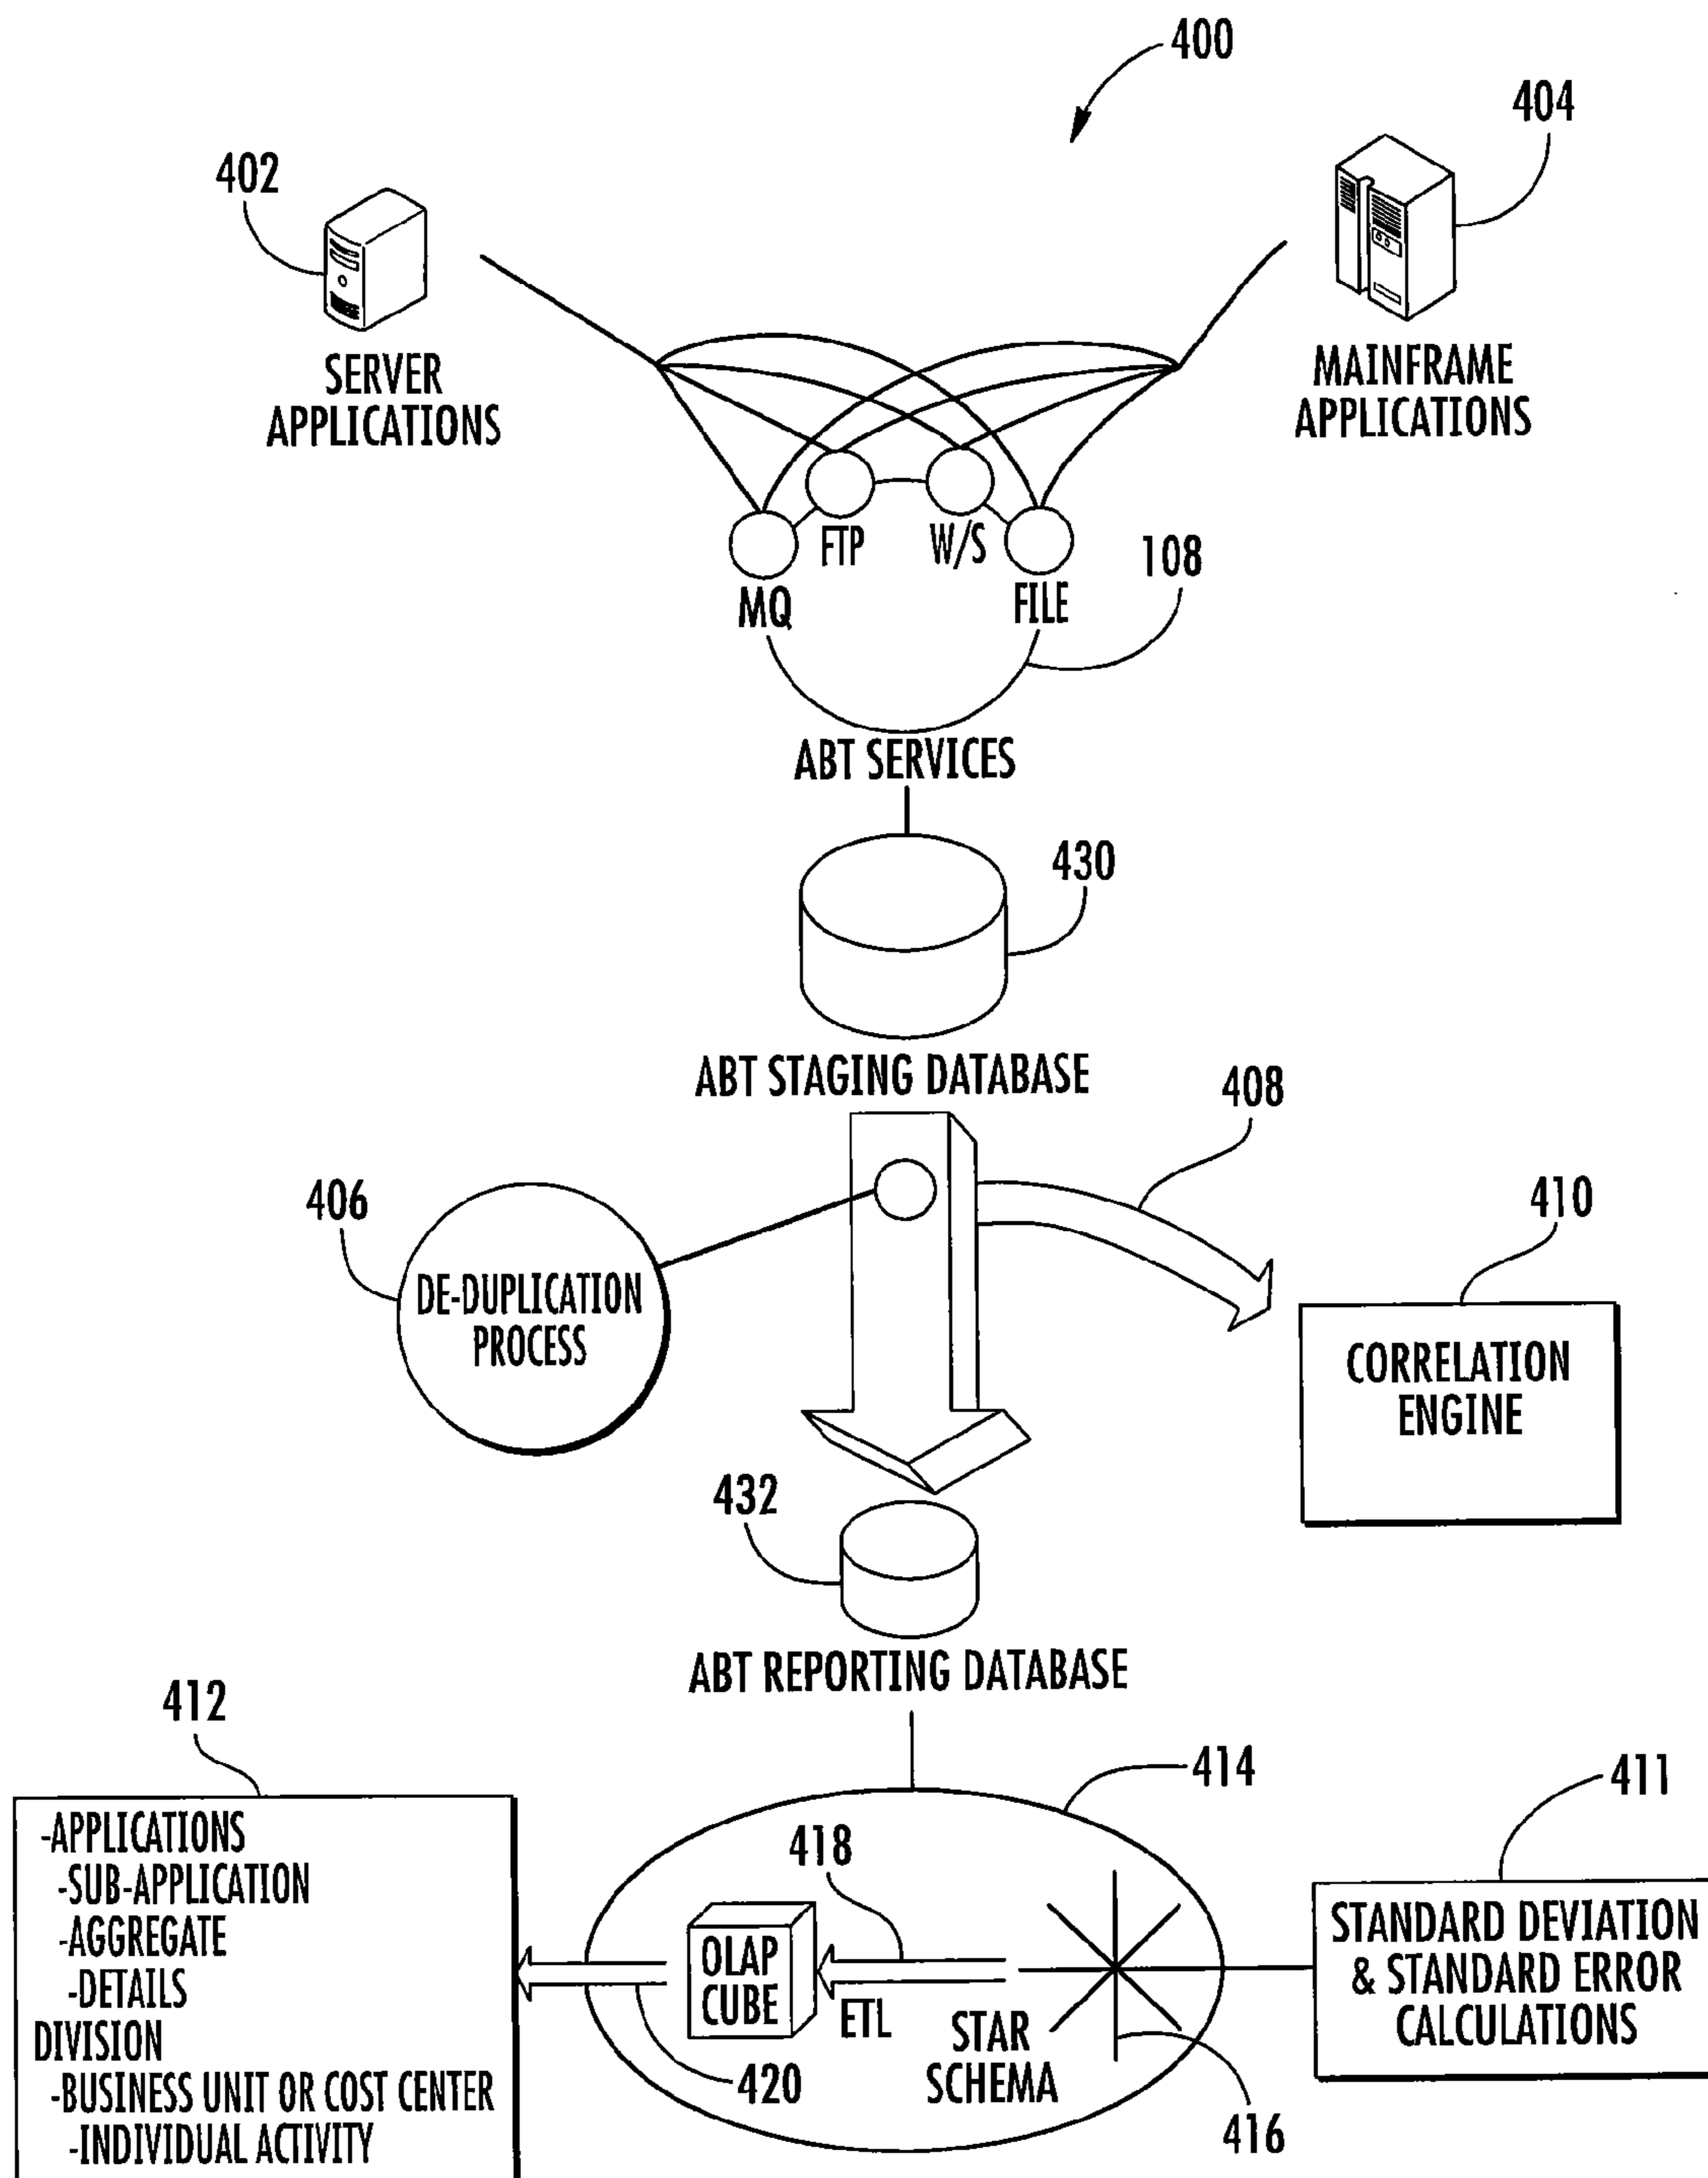 400
404
402
SERVER
APPLICATIONS
MAINFRAME
APPLICATIONS
FTP
W/S
MQ
FILE
108
ABT SERVICES
430
ABT STAGING DATABASE
408
406
410
DE-DUPLICATION
PROCESS
CORRELATION
ENGINE
432
ABT REPORTING DATABASE
412
414
411
-APPLICATIONS
-SUB-APPLICATION
-AGGREGATE
-DETAILS
DIVISION
-BUSINESS UNIT OR COST CENTER
-INDIVIDUAL ACTIVITY
418
OLAP
CUBE
ETL
STAR
SCHEMA
420
416
STANDARD DEVIATION
& STANDARD ERROR
CALCULATIONS